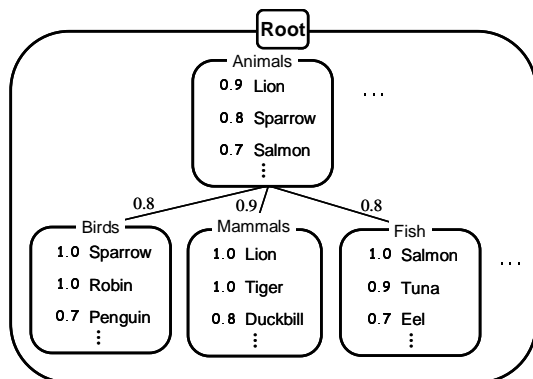 Root
Animals
0.9 Lion
0.8 Sparrow
0.7 Salmon
⋮
...
0.8
0.9
0.8
Birds
1.0 Sparrow
1.0 Robin
0.7 Penguin
⋮
Mammals
1.0 Lion
1.0 Tiger
0.8 Duckbill
⋮
Fish
1.0 Salmon
0.9 Tuna
0.7 Eel
⋮
...